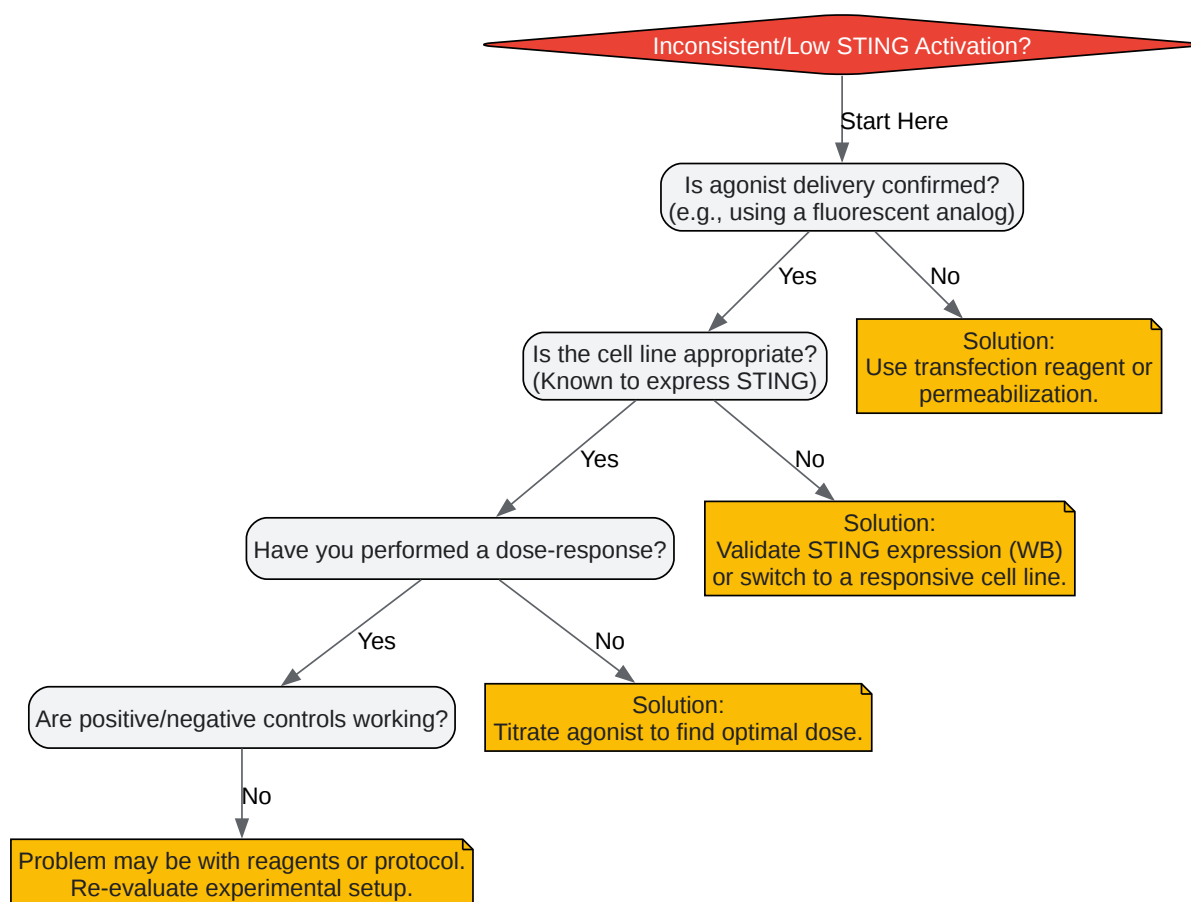 Inconsistent/Low STING Activation?
Start Here
Is agonist delivery confirmed?
(e.g., using a fluorescent analog)
Yes
No
Is the cell line appropriate?
(Known to express STING)
Solution:
Use transfection reagent or
permeabilization.
Yes
No
Have you performed a dose-response?
Solution:
Validate STING expression (WB)
or switch to a responsive cell line.
Yes
No
Are positive/negative controls working?
Solution:
Titrate agonist to find optimal dose.
No
Problem may be with reagents or protocol.
Re-evaluate experimental setup.